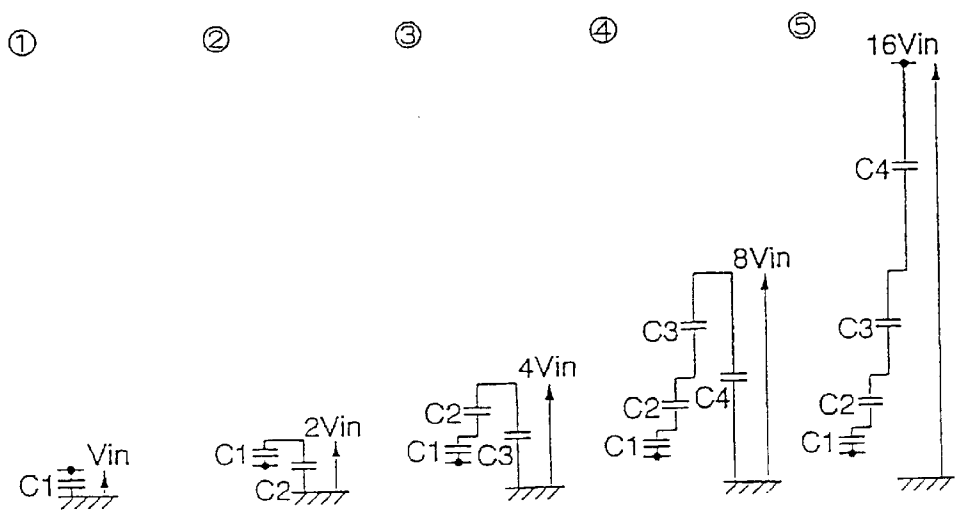 ① ② ③ ④ ⑤
16Vin
C4
8Vin
C3
C3
4Vin
C2
C2 C4
C2
2Vin
C1
C1
C1 C3
C1
Vin
C1
C2